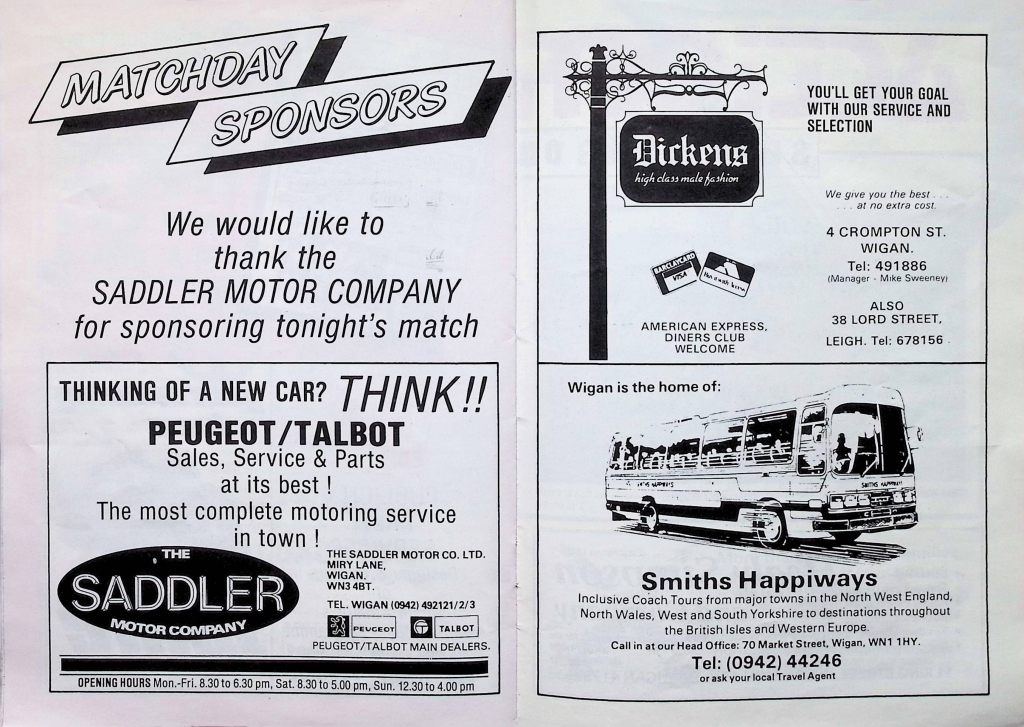 MATCHDAY
SPONSORS
We would like to
thank the
SADDLER MOTOR COMPANY
for sponsoring tonight's match
THINKING OF A NEW CAR? THINK!!
PEUGEOT/TALBOT
Sales, Service & Parts
at its best !
The most complete motoring service
in town !
THE
SADDLER
MOTOR COMPANY
THE SADDLER MOTOR CO. LTD.
MIRY LANE,
WIGAN.
WN3 4BT.
TEL. WIGAN (0942) 492121/2/3
PEUGEOT TALBOT
PEUGEOT/TALBOT MAIN DEALERS.
OPENING HOURS Mon.-Fri. 8.30 to 6.30 pm, Sat. 8.30 to 5.00 pm, Sun. 12.30 to 4.00 pm
Dickens
high class male fashion
YOU'LL GET YOUR GOAL
WITH OUR SERVICE AND
SELECTION
We give you the best . . .
. . . at no extra cost.
4 CROMPTON ST.
WIGAN.
Tel: 491886
(Manager - Mike Sweeney)
ALSO
38 LORD STREET,
LEIGH. Tel: 678156
BARCLAYCARD
VISA
AMERICAN EXPRESS,
DINERS CLUB
WELCOME
Wigan is the home of:
SMITHS HAPPIWAYS
SMITHS HAPPIWAYS
Smiths Happiways
Inclusive Coach Tours from major towns in the North West England,
North Wales, West and South Yorkshire to destinations throughout
the British Isles and Western Europe.
Call in at our Head Office: 70 Market Street, Wigan, WN1 1HY.
Tel: (0942) 44246
or ask your local Travel Agent